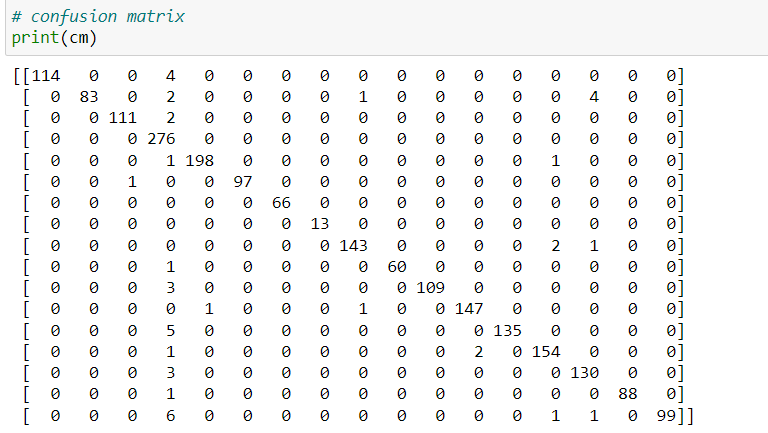 # confusion matrix
print(cm)
[[114 0 0 4 0 0 0 0 0 0 0 0 0 0 0 0 0]
[ 0 83 0 2 0 0 0 0 1 0 0 0 0 0 4 0 0]
[ 0 0 111 2 0 0 0 0 0 0 0 0 0 0 0 0 0]
[ 0 0 0 276 0 0 0 0 0 0 0 0 0 0 0 0 0]
[ 0 0 0 1 198 0 0 0 0 0 0 0 0 1 0 0 0]
[ 0 0 1 0 0 97 0 0 0 0 0 0 0 0 0 0 0]
[ 0 0 0 0 0 0 66 0 0 0 0 0 0 0 0 0 0]
[ 0 0 0 0 0 0 0 13 0 0 0 0 0 0 0 0 0]
[ 0 0 0 0 0 0 0 0 143 0 0 0 0 2 1 0 0]
[ 0 0 0 1 0 0 0 0 0 60 0 0 0 0 0 0 0]
[ 0 0 0 3 0 0 0 0 0 0 109 0 0 0 0 0 0]
[ 0 0 0 0 1 0 0 0 1 0 0 147 0 0 0 0 0]
[ 0 0 0 5 0 0 0 0 0 0 0 0 135 0 0 0 0]
[ 0 0 0 1 0 0 0 0 0 0 0 2 0 154 0 0 0]
[ 0 0 0 3 0 0 0 0 0 0 0 0 0 0 130 0 0]
[ 0 0 0 1 0 0 0 0 0 0 0 0 0 0 0 88 0]
[ 0 0 0 6 0 0 0 0 0 0 0 0 0 1 1 0 99]]